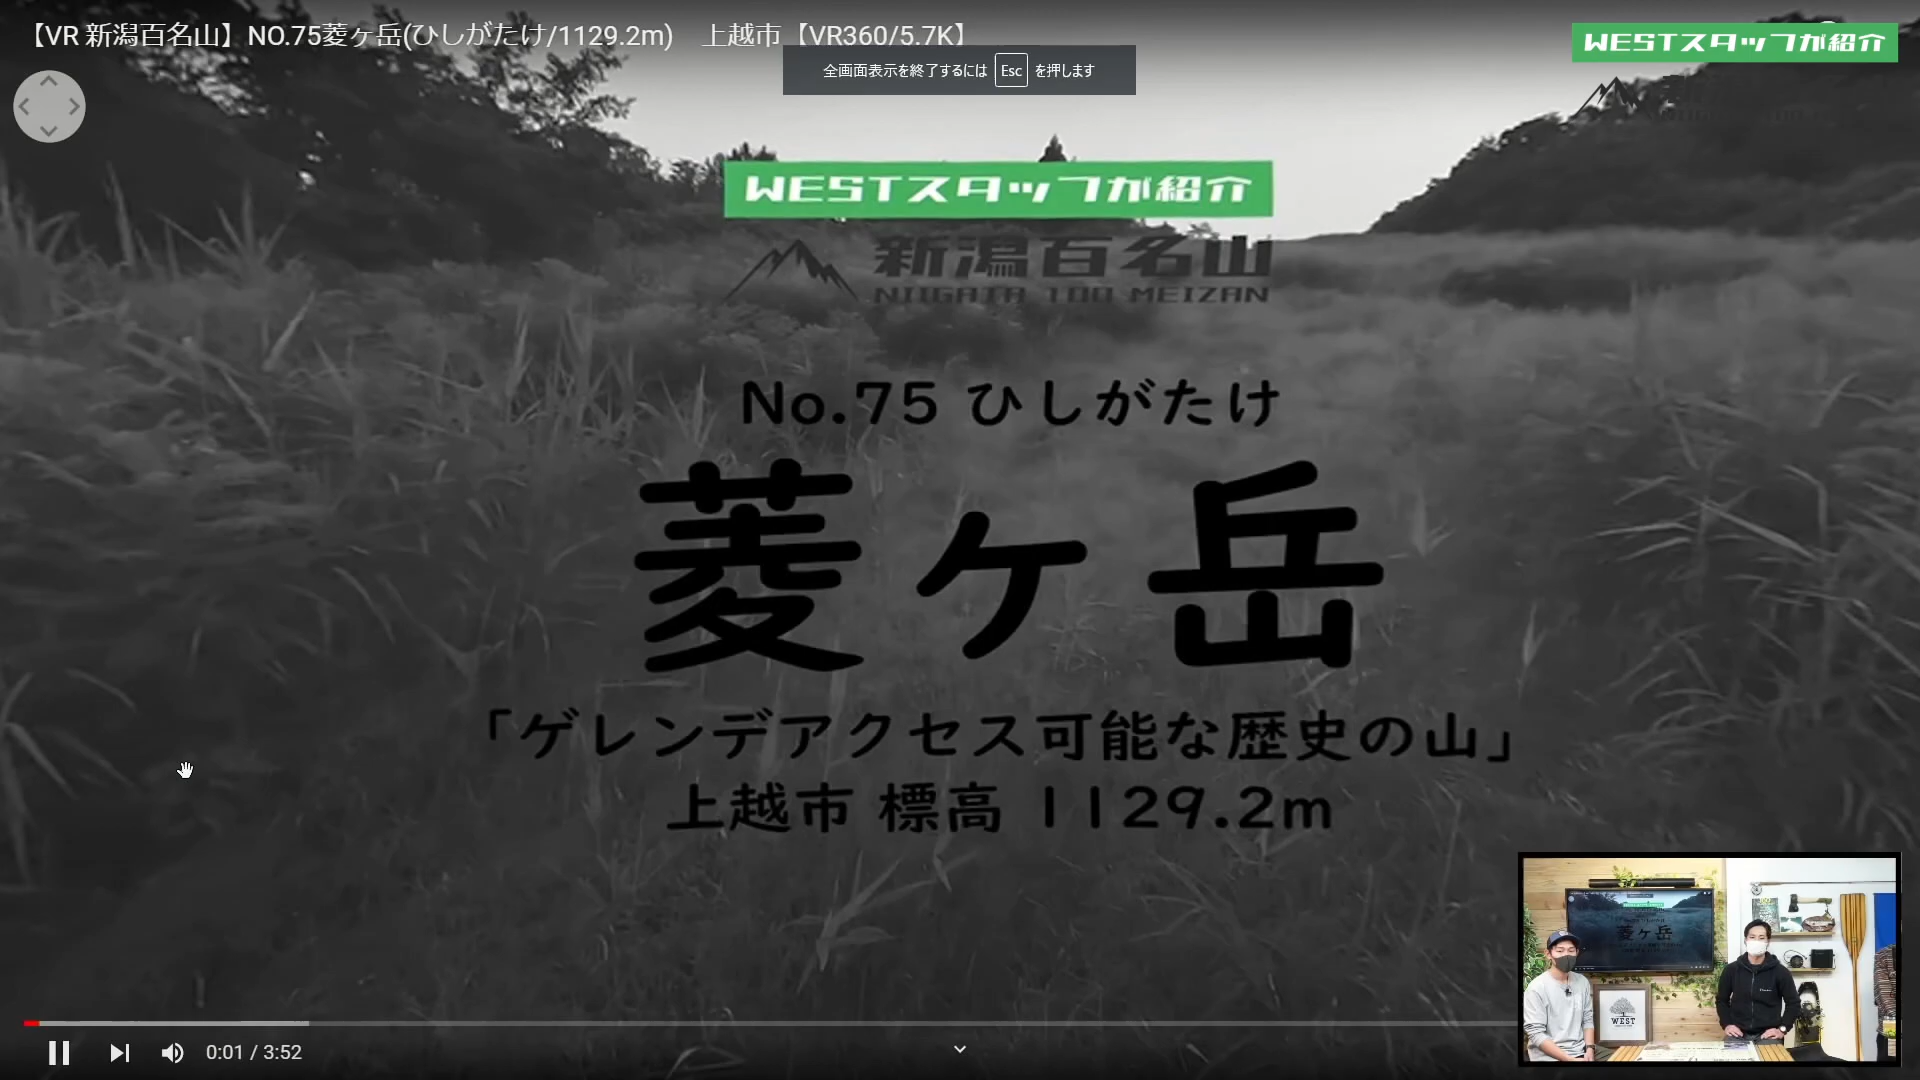 【VR 新潟百名山】NO.75菱ヶ岳(ひしがたけ/1129.2m)　上越市【VR360/5.7K】
WESTスタッフが紹介
全画面表示を終了するには Esc を押します
WESTスタッフが紹介
新潟百名山
NIIGATA 100 MEIZAN
No.75 ひしがたけ
菱ヶ岳
「ゲレンデアクセス可能な歴史の山」
上越市 標高 1129.2m
菱ヶ岳
WEST
0:01 / 3:52